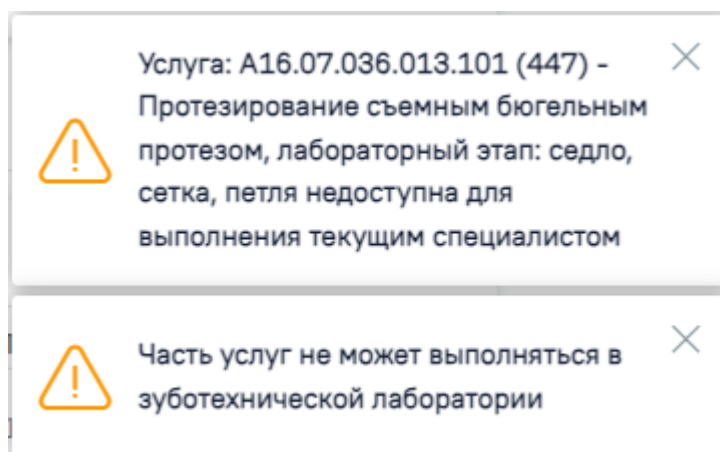 Услуга: А16.07.036.013.101 (447) -
Протезирование съемным бюгельным
протезом, лабораторный этап: седло,
сетка, петля недоступна для
выполнения текущим специалистом
Часть услуг не может выполняться в
зуботехнической лаборатории